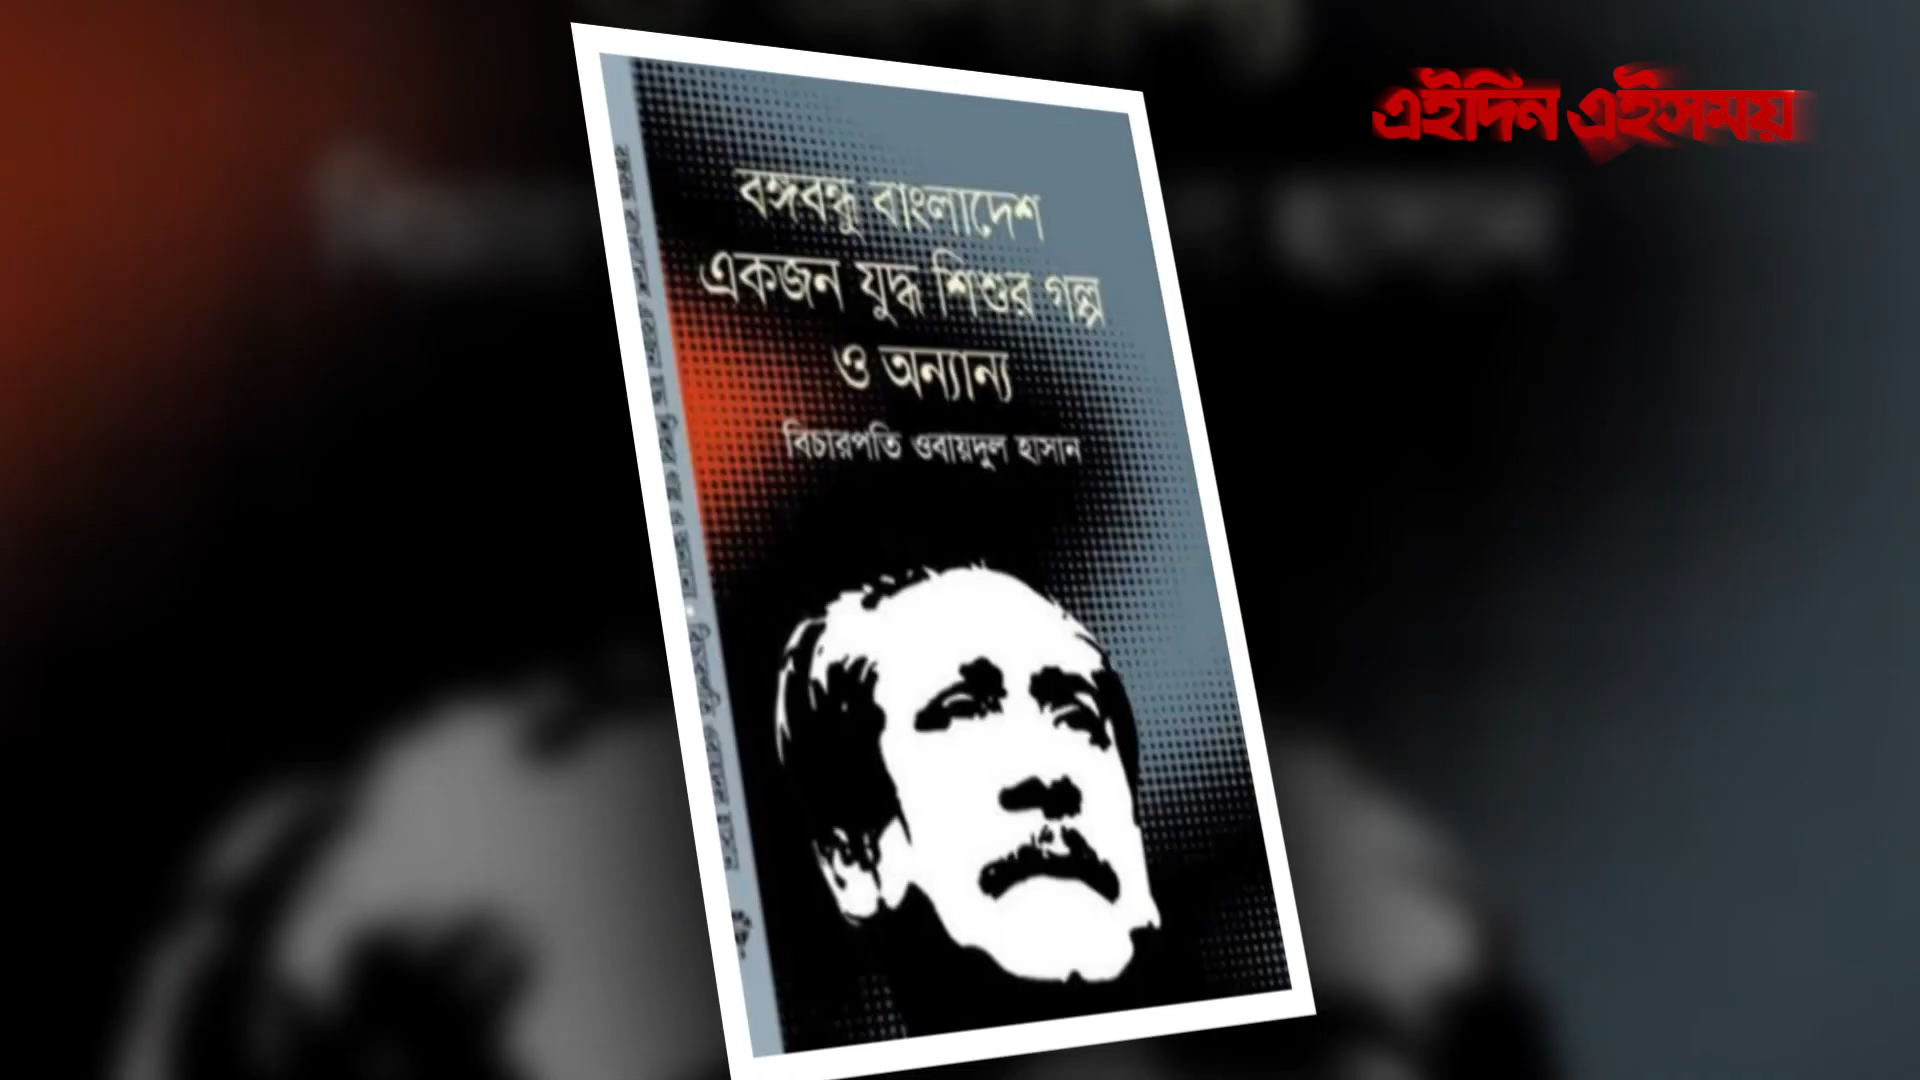 এইদিন এইসময়
বঙ্গবন্ধু বাংলাদেশ
একজন যুদ্ধ শিশুর গল্প
ও অন্যান্য
বিচারপতি ওবায়দুল হাসান